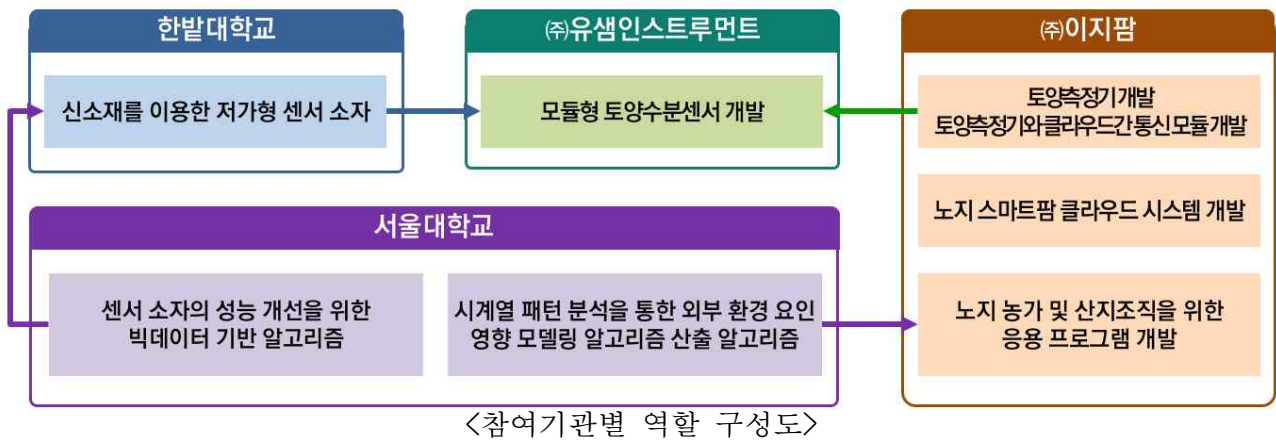 한밭대학교
신소재를 이용한 저가형 센서 소자
㈜유샘인스트루먼트
모듈형 토양수분센서 개발
㈜이지팜
토양측정기 개발
토양측정기와 클라우드간 통신 모듈 개발
노지 스마트팜 클라우드 시스템 개발
노지 농가 및 산지조직을 위한
응용 프로그램 개발
서울대학교
센서 소자의 성능 개선을 위한
빅데이터 기반 알고리즘
시계열 패턴 분석을 통한 외부 환경 요인
영향 모델링 알고리즘 산출 알고리즘
<참여기관별 역할 구성도>